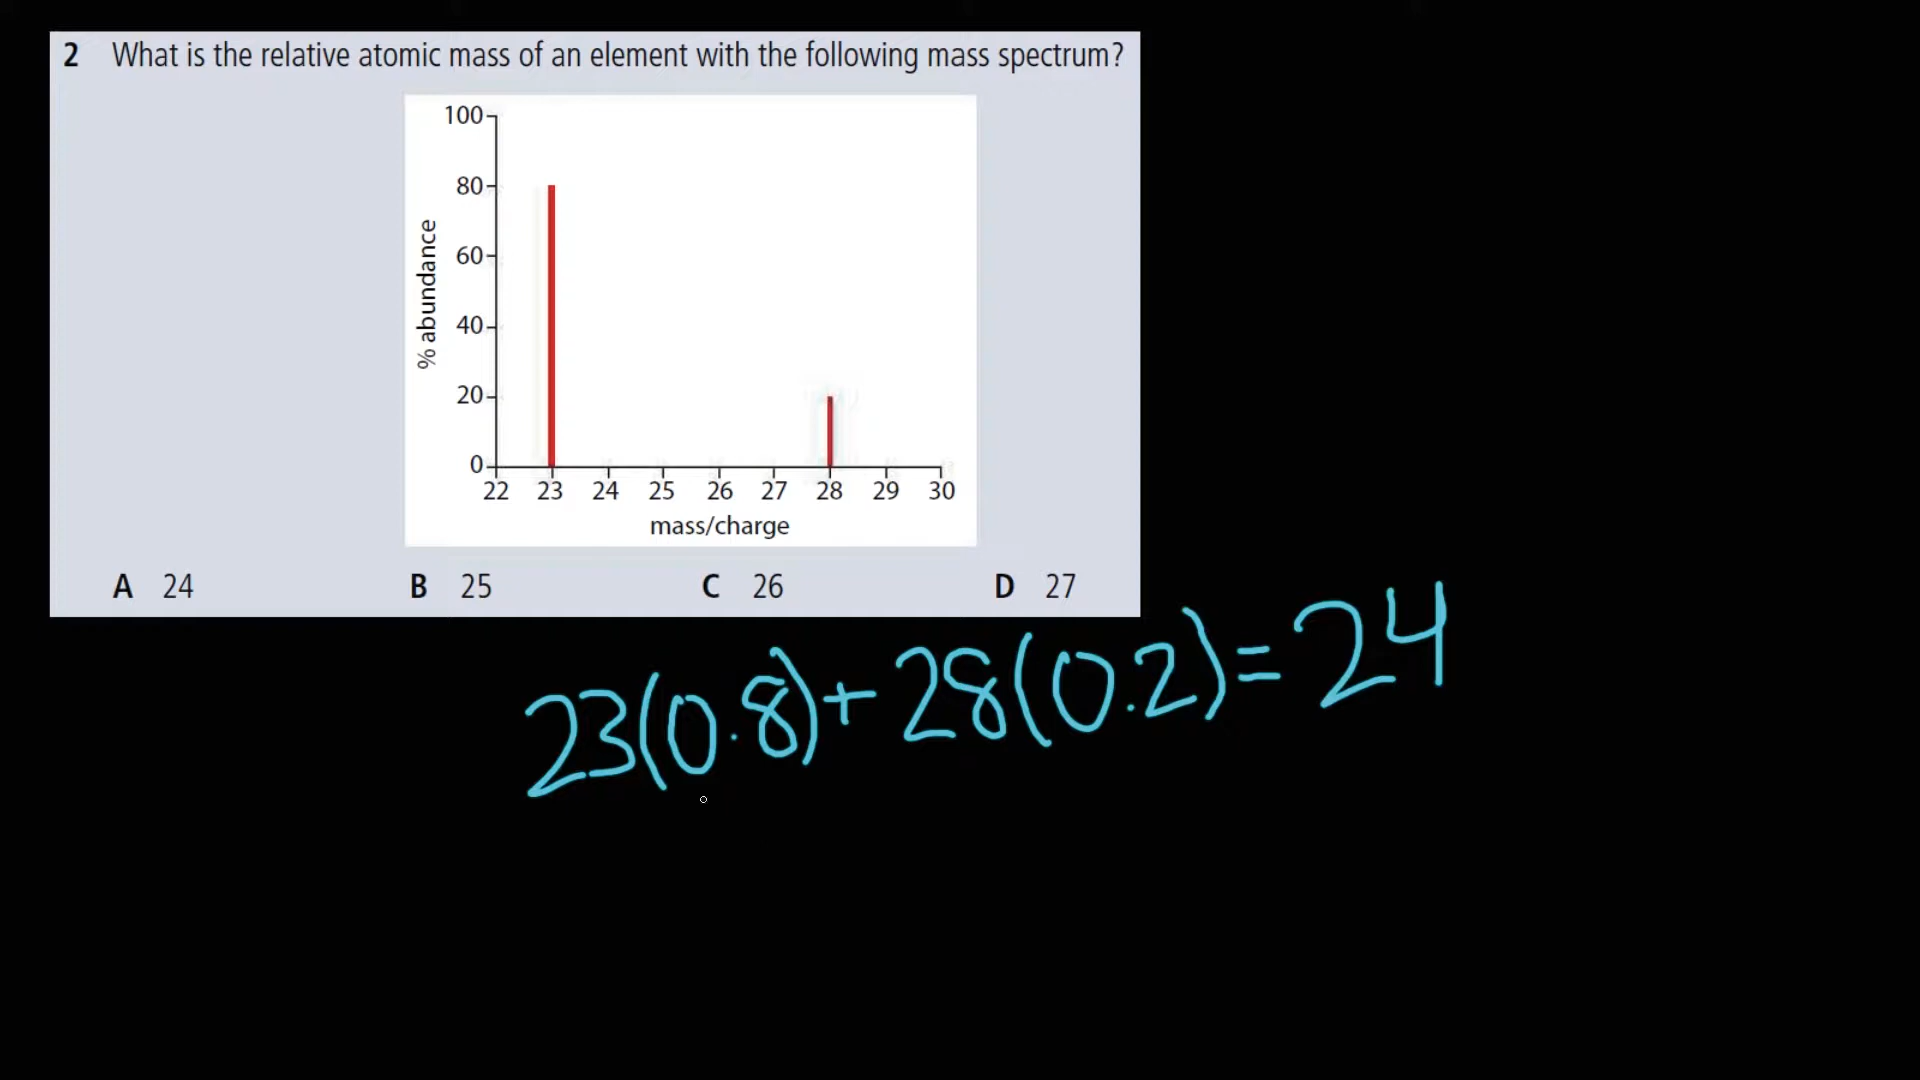 2 What is the relative atomic mass of an element with the following mass spectrum?
100
80
60
40
20
0
% abundance
22 23 24 25 26 27 28 29 30
mass/charge
A 24 B 25 C 26 D 27
23(0.8)+28(0.2)=24